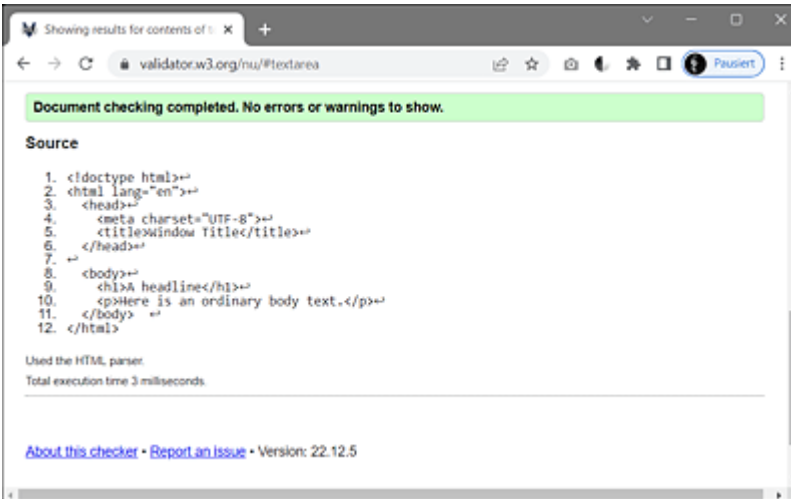 Showing results for contents of t
validator.w3.org/nu/#textarea
Pausiert
Document checking completed. No errors or warnings to show.
Source
1. <!doctype html>↩
2. <html lang="en">↩
3. <head>↩
4. <meta charset="UTF-8">↩
5. <title>Window Title</title>↩
6. </head>↩
7. ↩
8. <body>↩
9. <h1>A headline</h1>↩
10. <p>Here is an ordinary body text.</p>↩
11. </body> ↩
12. </html>
Used the HTML parser.
Total execution time 3 milliseconds.
About this checker • Report an issue • Version: 22.12.5